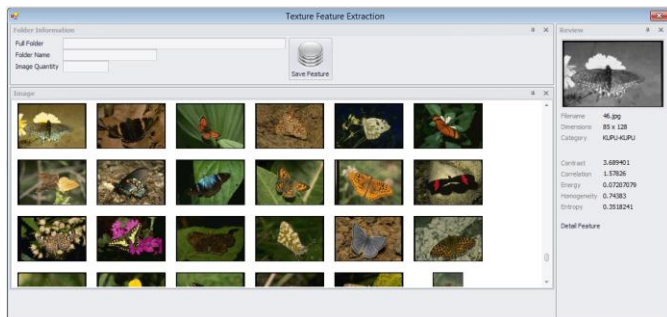 Texture Feature Extraction
Folder Information
Full Folder
Folder Name
Image Quantity
Save Feature
Image
Review
Filename 46.jpg
Dimensions 85 x 128
Category KUPU-KUPU
Contrast 3.689401
Correlation 1.57826
Energy 0.07207079
Homogeneity 0.74383
Entropy 0.3518241
Detail Feature